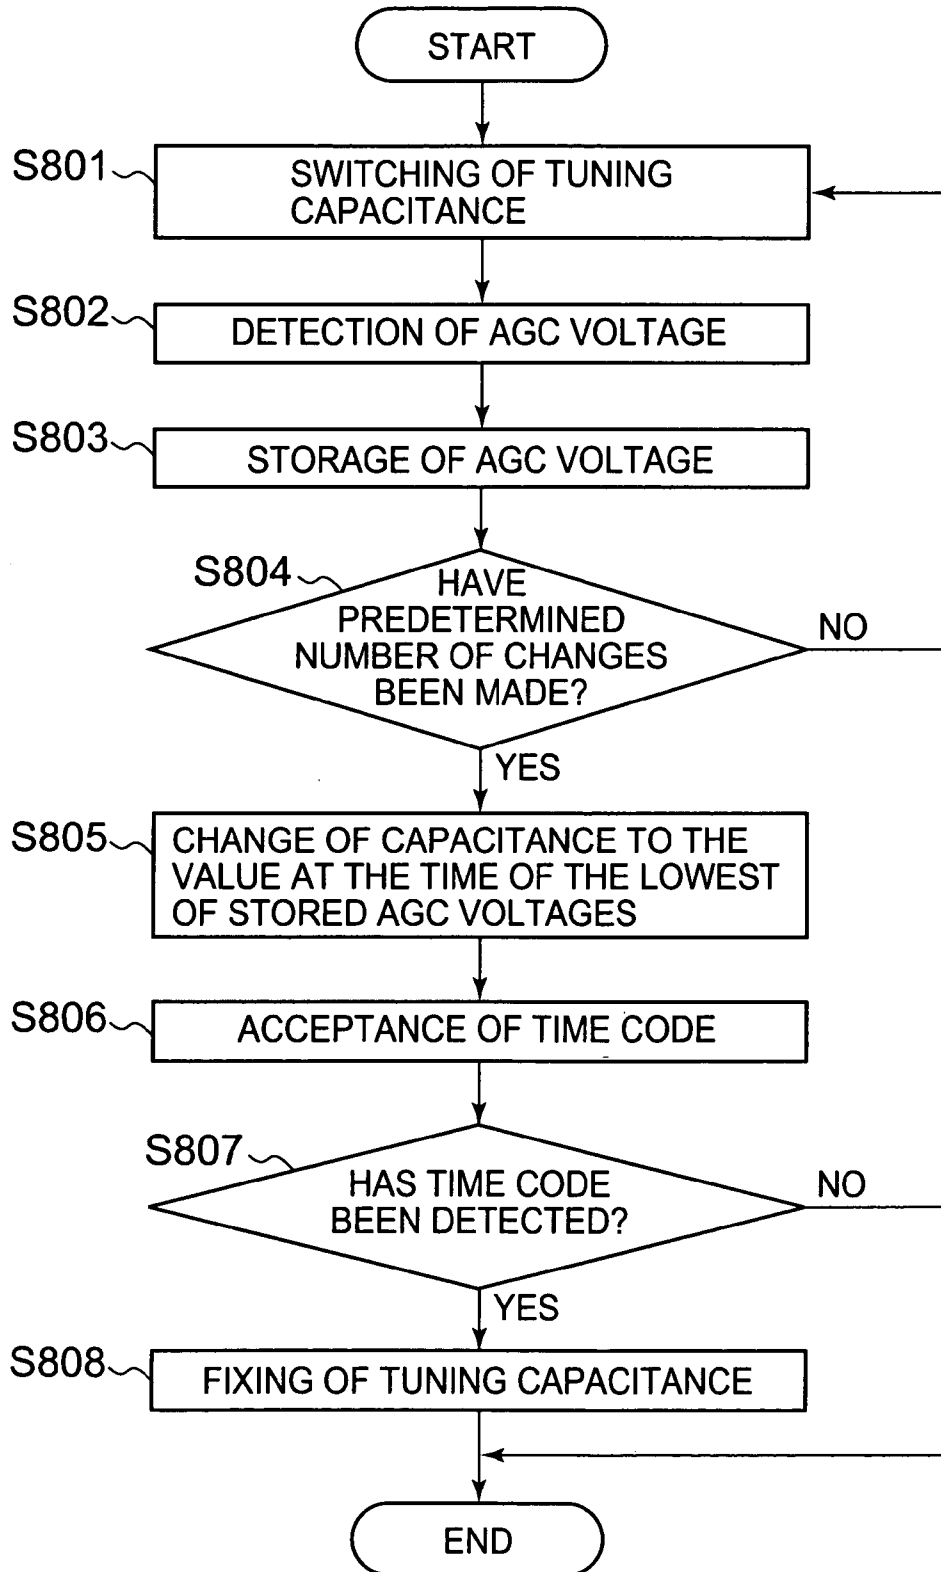 START
S801
SWITCHING OF TUNING
CAPACITANCE
S802
DETECTION OF AGC VOLTAGE
S803
STORAGE OF AGC VOLTAGE
S804
HAVE
PREDETERMINED
NUMBER OF CHANGES
BEEN MADE?
NO
YES
S805
CHANGE OF CAPACITANCE TO THE
VALUE AT THE TIME OF THE LOWEST
OF STORED AGC VOLTAGES
S806
ACCEPTANCE OF TIME CODE
S807
HAS TIME CODE
BEEN DETECTED?
NO
YES
S808
FIXING OF TUNING CAPACITANCE
END